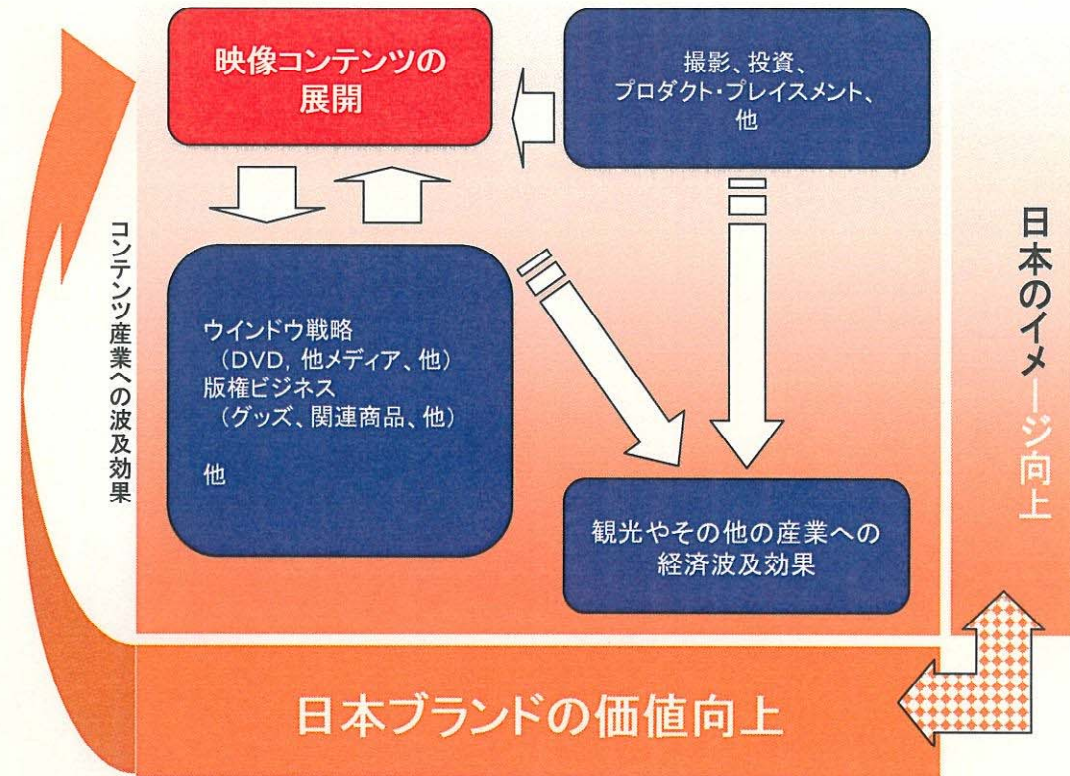 映像コンテンツの
展開
撮影、投資、
プロダクト・プレイスメント、
他
コンテンツ産業への波及効果
ウインドウ戦略
（DVD, 他メディア、他）
版権ビジネス
（グッズ、関連商品、他）
他
観光やその他の産業への
経済波及効果
日本のイメージ向上
日本ブランドの価値向上